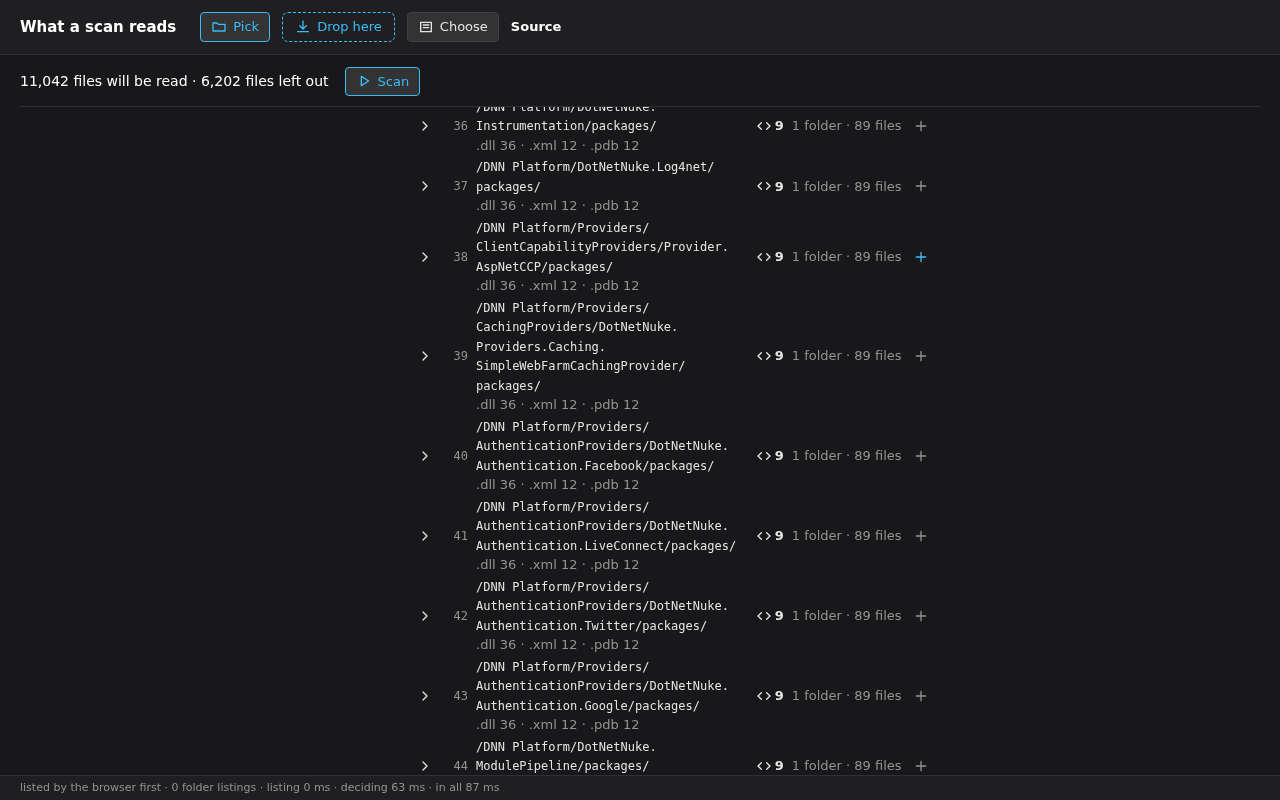 What a scan reads Pick Drop here Choose Source
11,042 files will be read · 6,202 files left out Scan
/DNN Platform/DotNetNuke.
36 Instrumentation/packages/ 9 1 folder · 89 files
.dll 36 · .xml 12 · .pdb 12
/DNN Platform/DotNetNuke.Log4net/
37 packages/ 9 1 folder · 89 files
.dll 36 · .xml 12 · .pdb 12
/DNN Platform/Providers/
ClientCapabilityProviders/Provider.
38 AspNetCCP/packages/ 9 1 folder · 89 files
.dll 36 · .xml 12 · .pdb 12
/DNN Platform/Providers/
CachingProviders/DotNetNuke.
39 Providers.Caching. 9 1 folder · 89 files
SimpleWebFarmCachingProvider/
packages/
.dll 36 · .xml 12 · .pdb 12
/DNN Platform/Providers/
40 AuthenticationProviders/DotNetNuke. 9 1 folder · 89 files
Authentication.Facebook/packages/
.dll 36 · .xml 12 · .pdb 12
/DNN Platform/Providers/
41 AuthenticationProviders/DotNetNuke. 9 1 folder · 89 files
Authentication.LiveConnect/packages/
.dll 36 · .xml 12 · .pdb 12
/DNN Platform/Providers/
42 AuthenticationProviders/DotNetNuke. 9 1 folder · 89 files
Authentication.Twitter/packages/
.dll 36 · .xml 12 · .pdb 12
/DNN Platform/Providers/
43 AuthenticationProviders/DotNetNuke. 9 1 folder · 89 files
Authentication.Google/packages/
.dll 36 · .xml 12 · .pdb 12
/DNN Platform/DotNetNuke.
44 ModulePipeline/packages/ 9 1 folder · 89 files
listed by the browser first · 0 folder listings · listing 0 ms · deciding 63 ms · in all 87 ms